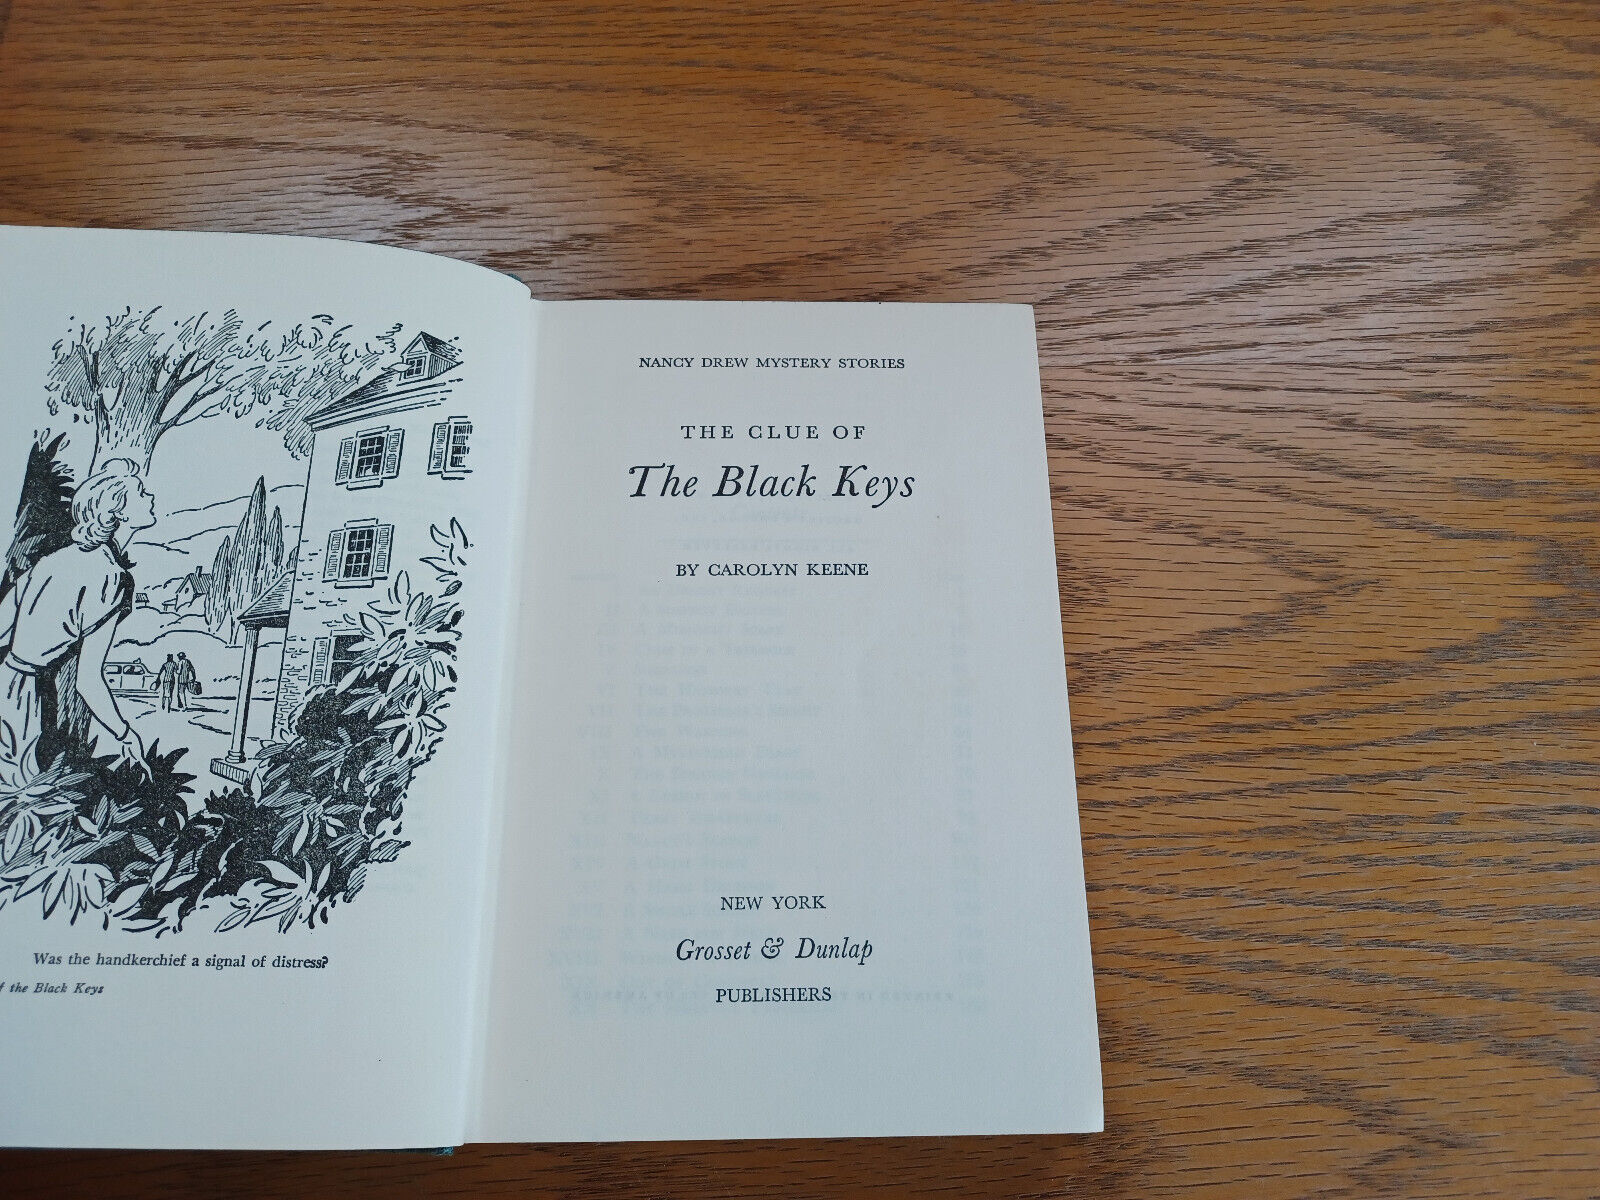 Was the handkerchief a signal of distress?
the Black Keys
NANCY DREW MYSTERY STORIES
THE CLUE OF
The Black Keys
BY CAROLYN KEENE
NEW YORK
Grosset & Dunlap
PUBLISHERS